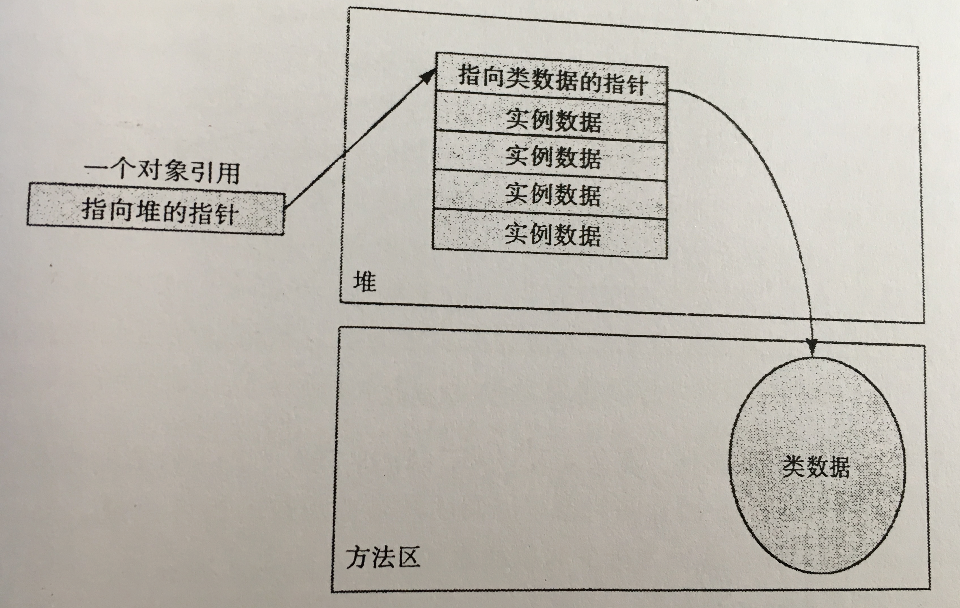 指向类数据的指针
实例数据
实例数据
实例数据
实例数据
一个对象引用
指向堆的指针
堆
类数据
方法区